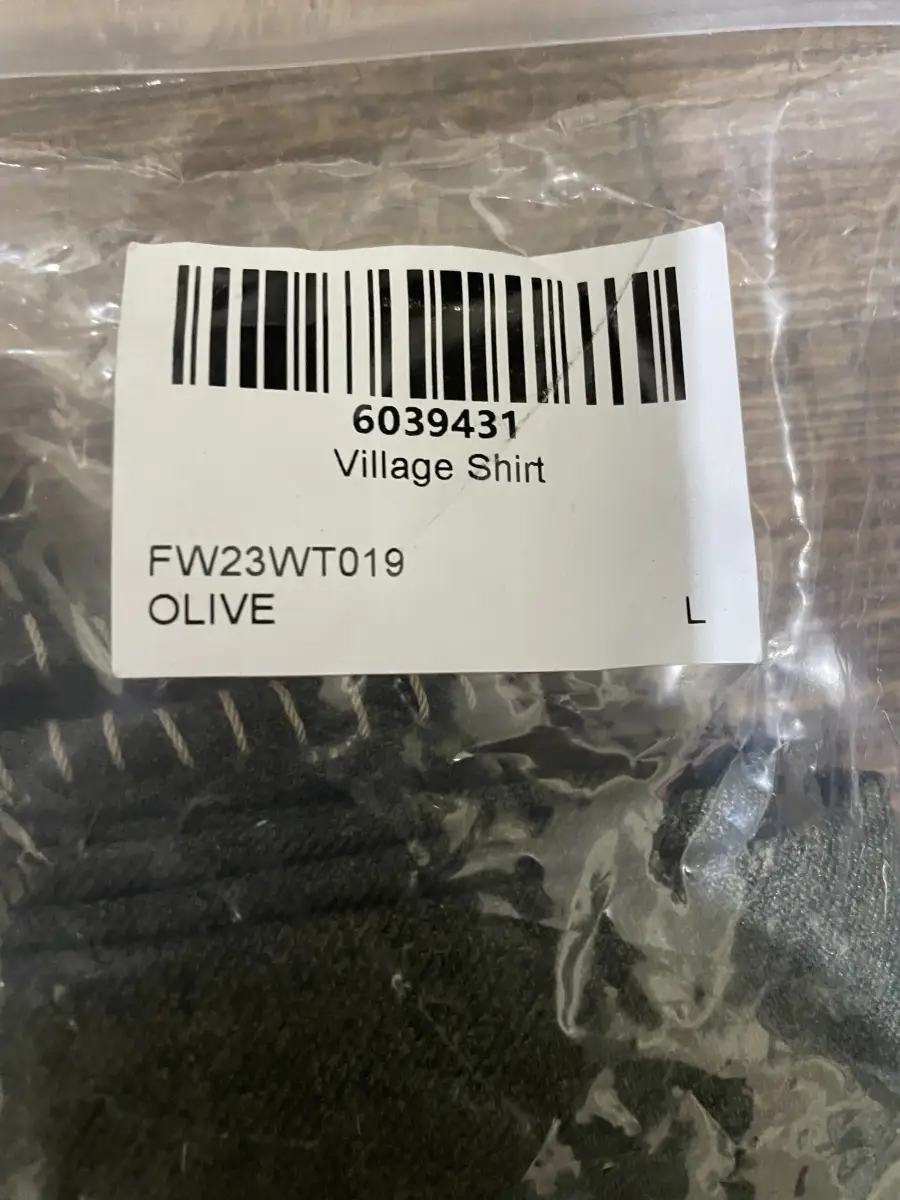 6039431
Village Shirt
FW23WT019
OLIVE L